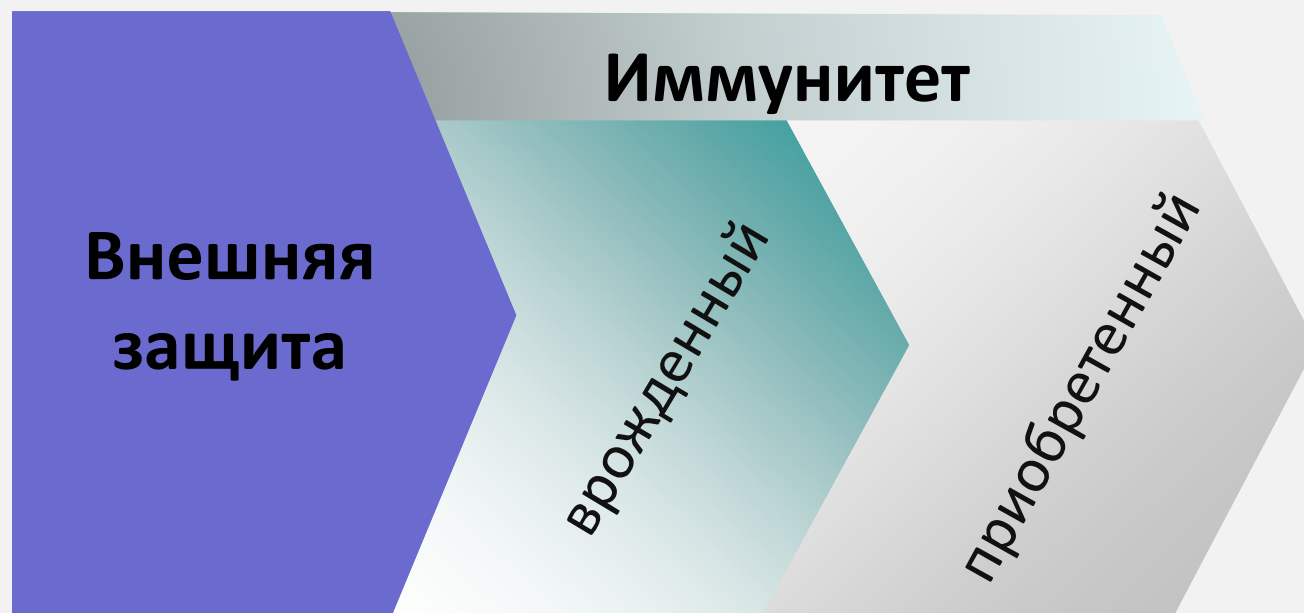 Иммунитет
Внешняя
защита
врожденный
приобретенный